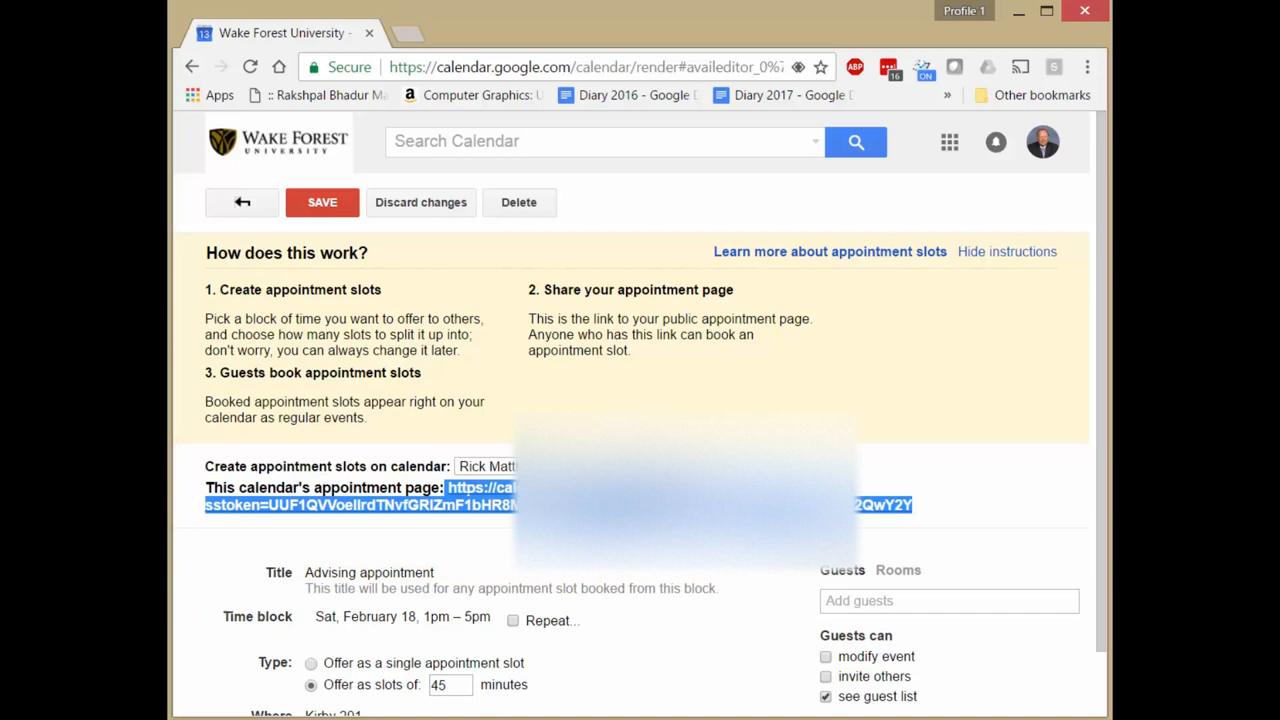 Profile 1
13 Wake Forest University -
Secure https://calendar.google.com/calendar/render#availeditor_0%7
ABP 16 ON S
Apps :: Rakshpal Bhadur Ma Computer Graphics: U Diary 2016 - Google D Diary 2017 - Google D » Other bookmarks
WAKE FOREST
UNIVERSITY
Search Calendar
SAVE Discard changes Delete
How does this work? Learn more about appointment slots Hide instructions
1. Create appointment slots
Pick a block of time you want to offer to others,
and choose how many slots to split it up into;
don't worry, you can always change it later.
2. Share your appointment page
This is the link to your public appointment page.
Anyone who has this link can book an
appointment slot.
3. Guests book appointment slots
Booked appointment slots appear right on your
calendar as regular events.
Create appointment slots on calendar: Rick Matt
This calendar's appointment page: https://cal
2QwY2Y
Title Advising appointment
This title will be used for any appointment slot booked from this block.
Time block Sat, February 18, 1pm – 5pm Repeat...
Type: Offer as a single appointment slot
Offer as slots of: 45 minutes
Where Kirby 201
Guests Rooms
Add guests
Guests can
modify event
invite others
see guest list